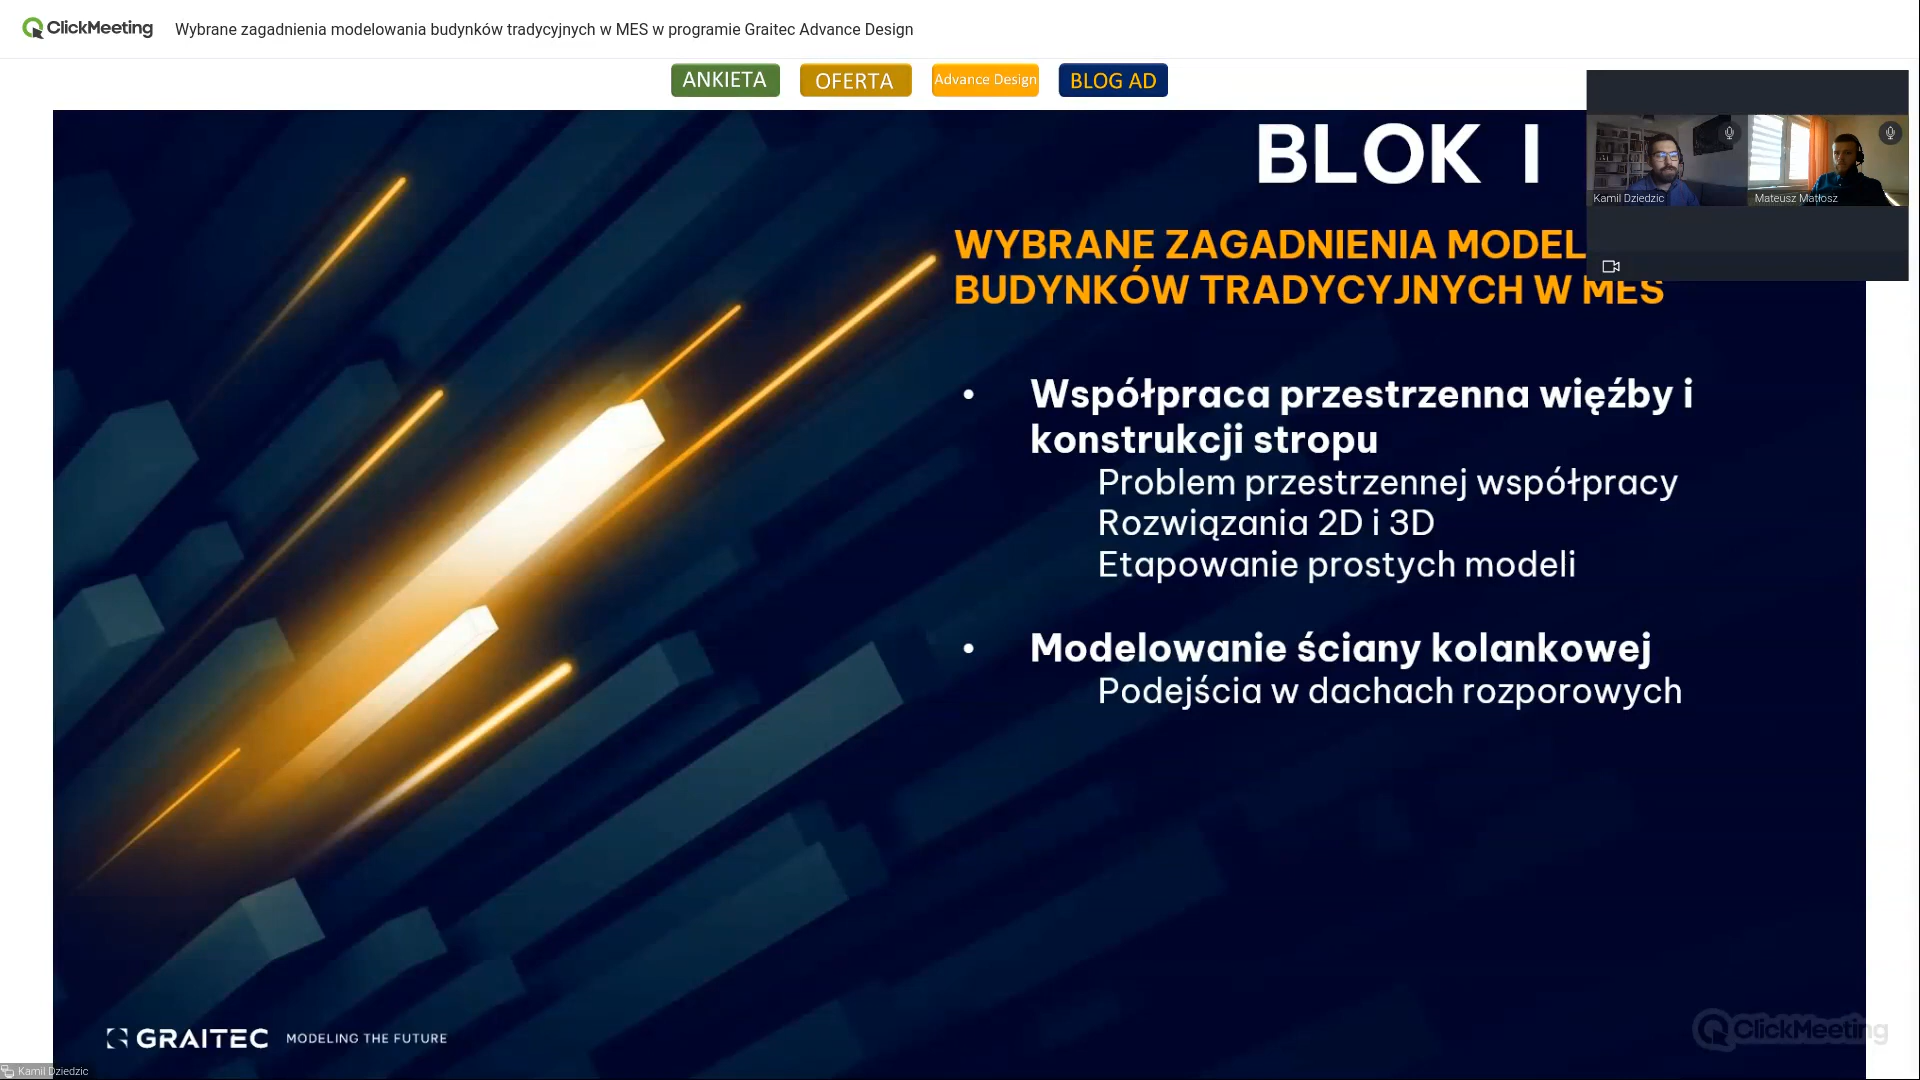 ClickMeeting
Wybrane zagadnienia modelowania budynków tradycyjnych w MES w programie Graitec Advance Design
ANKIETA
OFERTA
Advance Design
BLOG AD
BLOK I
Kamil Dziedzic
Mateusz Matłosz
WYBRANE ZAGADNIENIA MODEL
BUDYNKÓW TRADYCYJNYCH W MES
• Współpraca przestrzenna więźby i
konstrukcji stropu
Problem przestrzennej współpracy
Rozwiązania 2D i 3D
Etapowanie prostych modeli
• Modelowanie ściany kolankowej
Podejścia w dachach rozporowych
GRAITEC MODELING THE FUTURE
ClickMeeting
Kamil Dziedzic